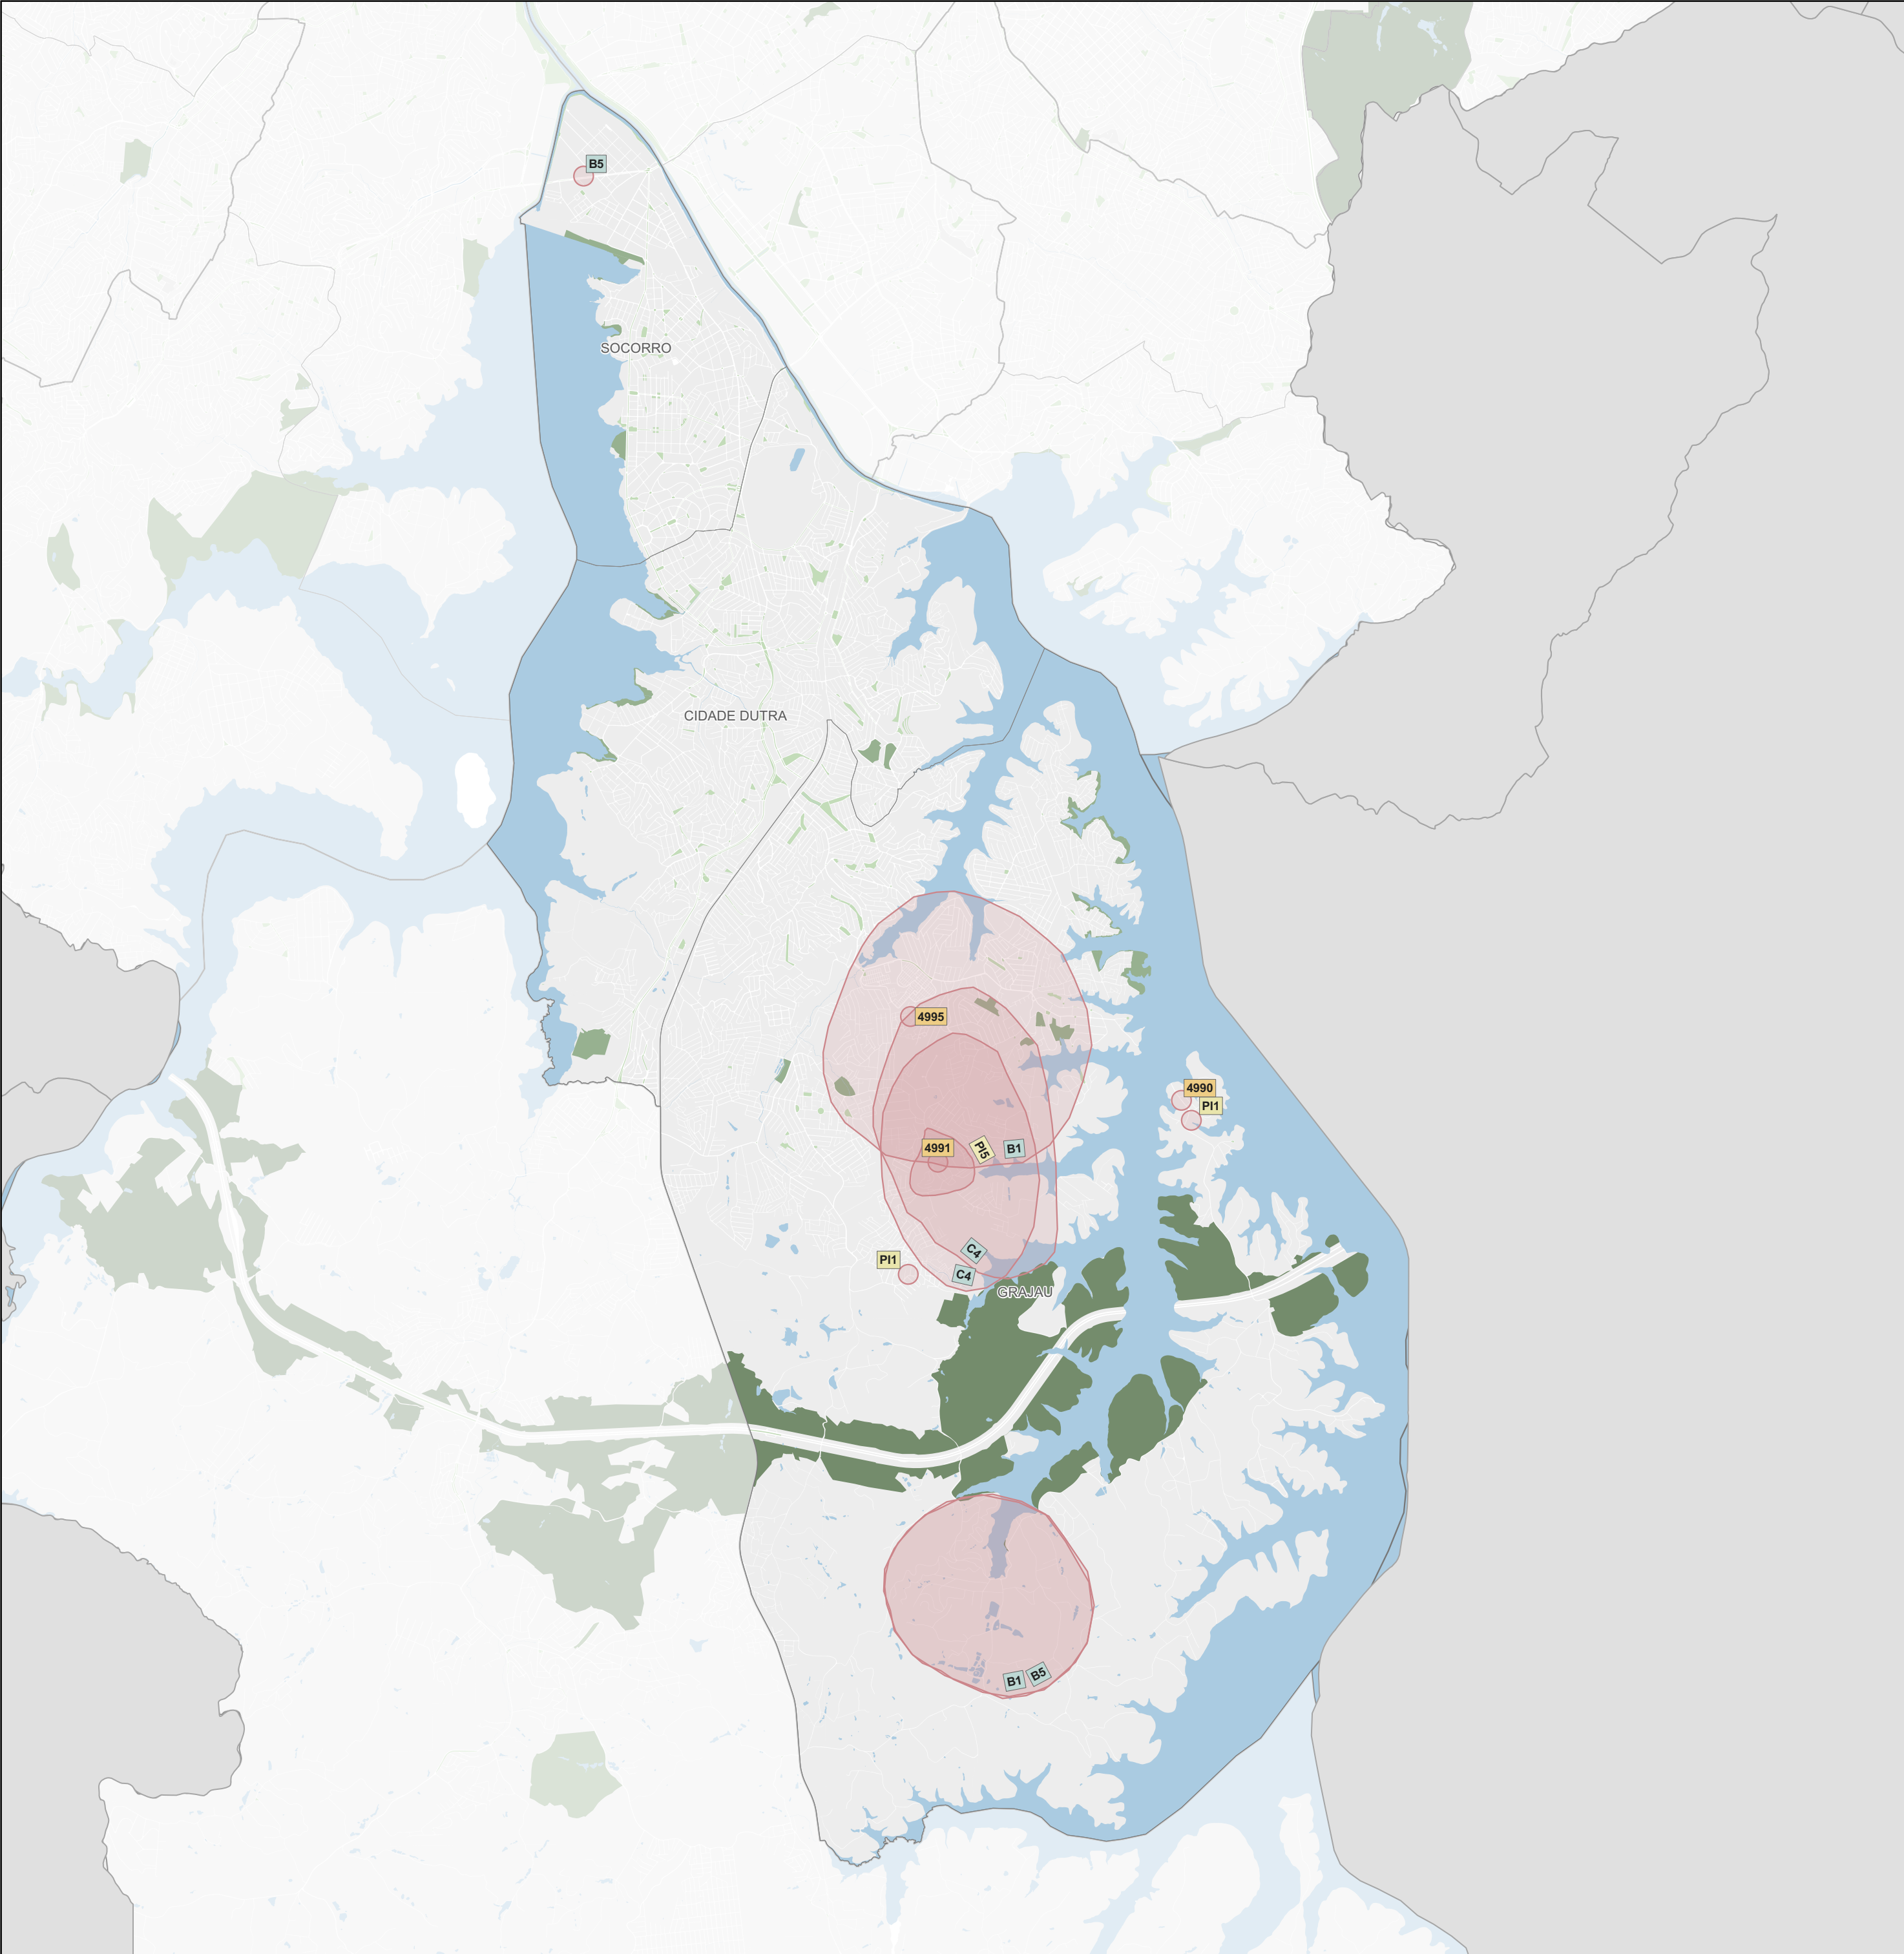 B5
SOCORRO
CIDADE DUTRA
4995
4990
PI1
4991
PI5
B1
C4
PI1
C4
GRAJAU
B1
B5